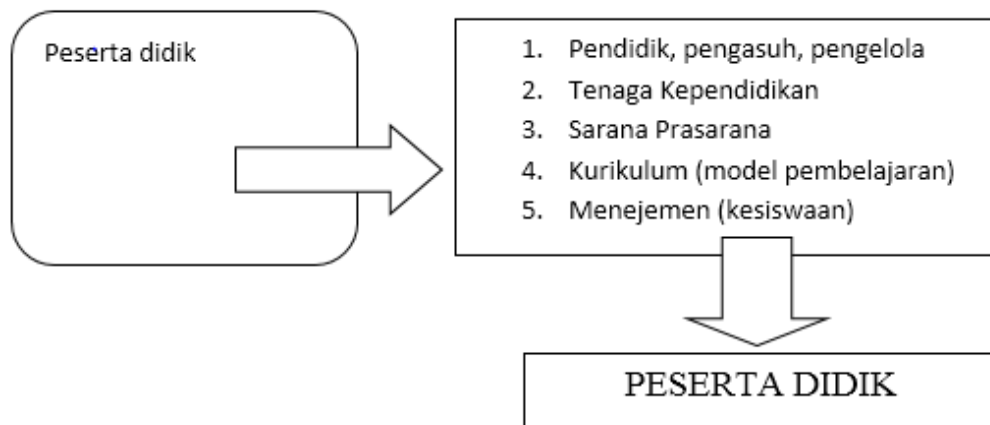 Peserta didik
1. Pendidik, pengasuh, pengelola
2. Tenaga Kependidikan
3. Sarana Prasarana
4. Kurikulum (model pembelajaran)
5. Menejemen (kesiswaan)
PESERTA DIDIK